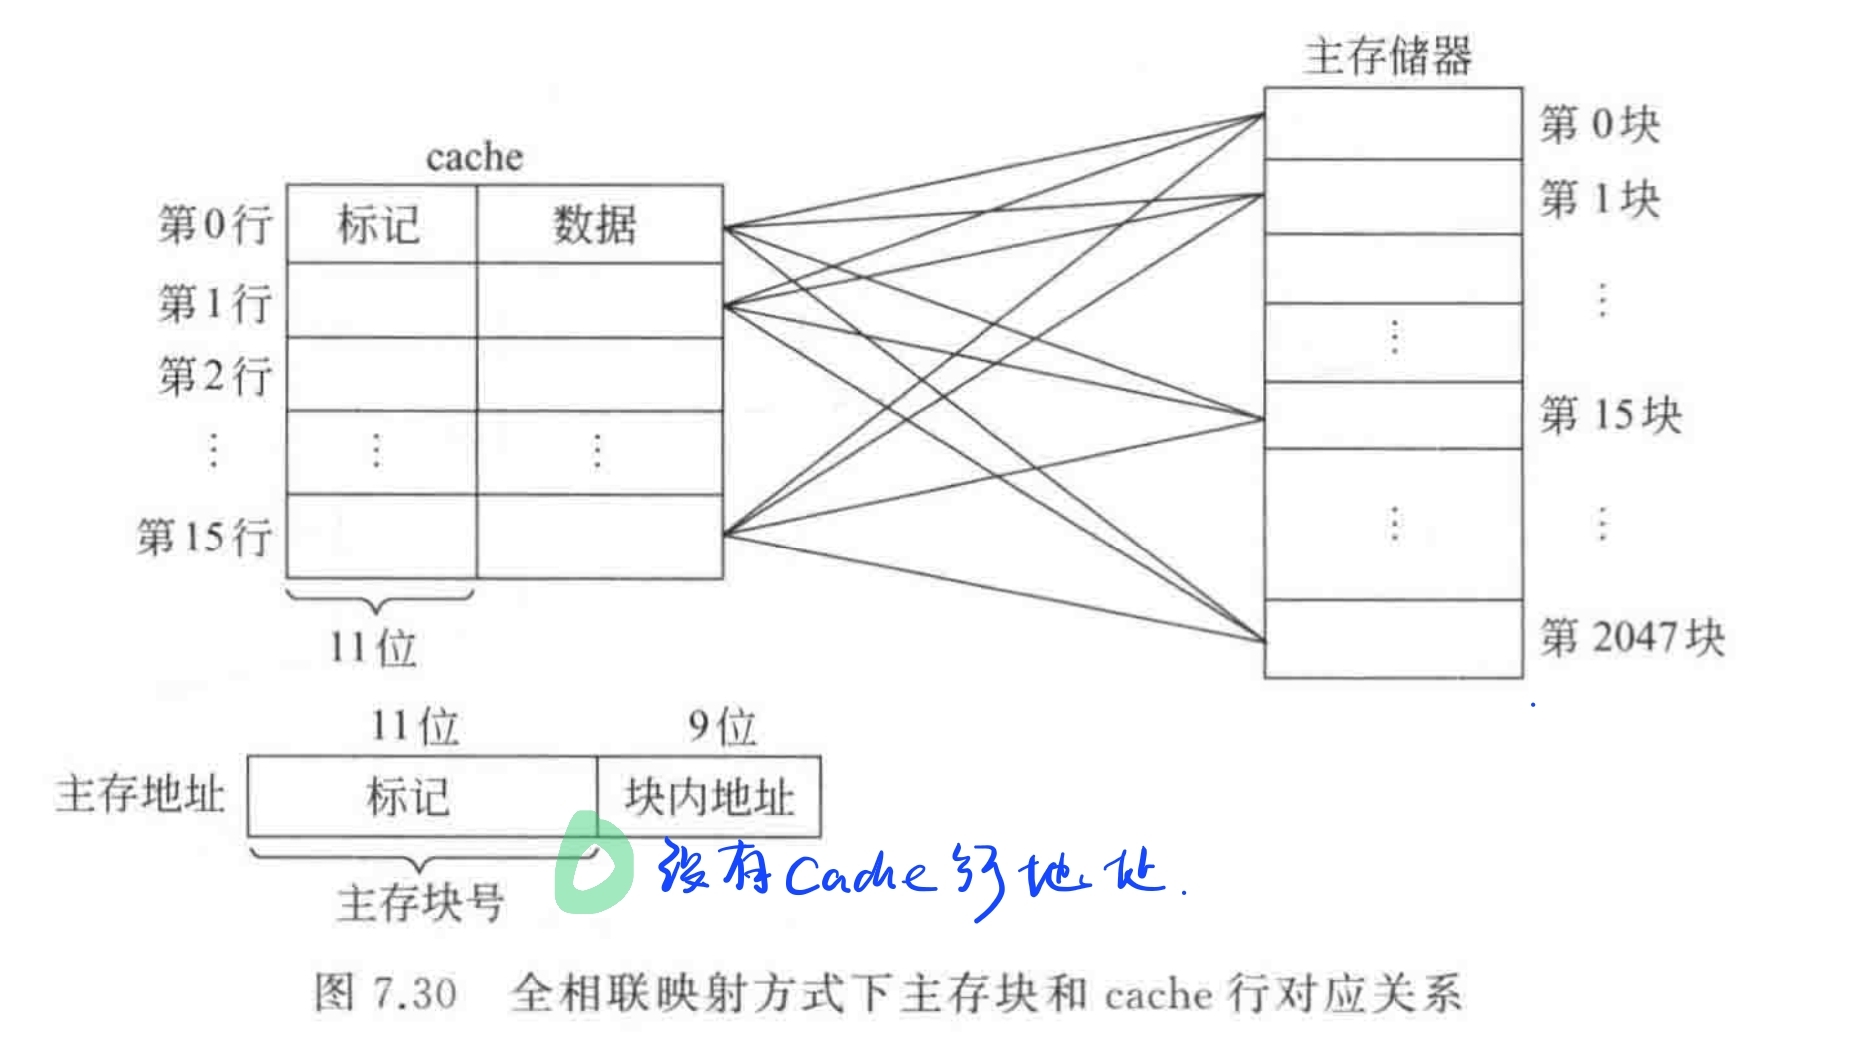 主存储器
第 0块
cache
第 1块
第0行 标记 数据
第1行
⋮
第2行
⋮
第 15块
⋮ ⋮ ⋮
第15行
⋮ ⋮
第 2047块
11位
11位 9位
主存地址 标记 块内地址
没有Cache行地址.
主存块号
图 7.30 全相联映射方式下主存块和 cache 行对应关系